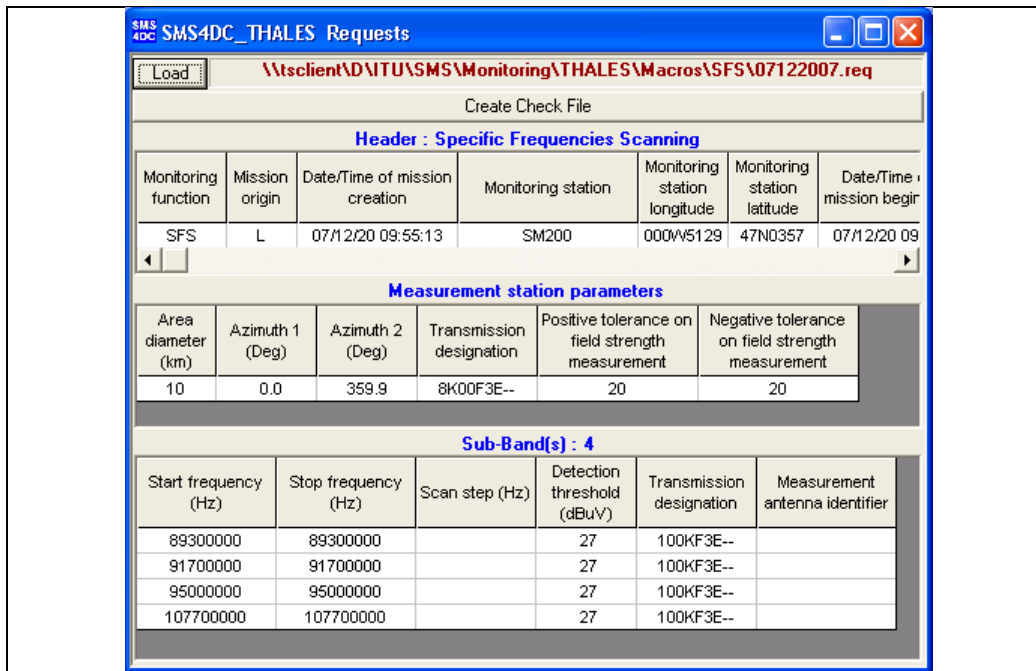 SMS4DC_THALES Requests
Load
\\tsclient\D\ITU\SMS\Monitoring\THALES\Macros\SFS\07122007.req
Create Check File
Header : Specific Frequencies Scanning
Monitoring function
Mission origin
Date/Time of mission creation
Monitoring station
Monitoring station longitude
Monitoring station latitude
Date/Time mission begin
SFS L 07/12/20 09:55:13 SM200 000W5129 47N0357 07/12/20 09
Measurement station parameters
Area diameter (km)
Azimuth 1 (Deg)
Azimuth 2 (Deg)
Transmission designation
Positive tolerance on field strength measurement
Negative tolerance on field strength measurement
10 0.0 359.9 8K00F3E-- 20 20
Sub-Band(s) : 4
Start frequency (Hz)
Stop frequency (Hz)
Scan step (Hz)
Detection threshold (dBuV)
Transmission designation
Measurement antenna identifier
89300000 89300000 27 100KF3E--
91700000 91700000 27 100KF3E--
95000000 95000000 27 100KF3E--
107700000 107700000 27 100KF3E--